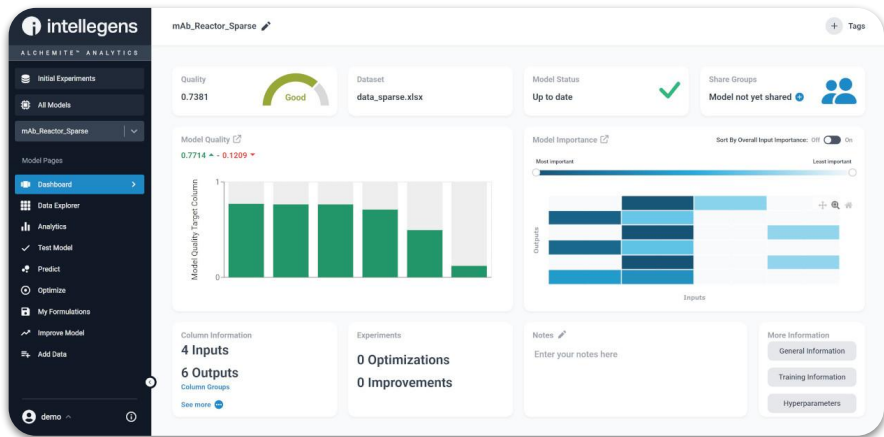 intellegens
ALCHEMITE™ ANALYTICS
Initial Experiments
All Models
mAb_Reactor_Sparse
Model Pages
Dashboard
Data Explorer
Analytics
Test Model
Predict
Optimize
My Formulations
Improve Model
Add Data
demo
mAb_Reactor_Sparse
+ Tags
Quality
0.7381
Good
Dataset
data_sparse.xlsx
Model Status
Up to date
Share Groups
Model not yet shared
Model Quality
0.7714 - 0.1209
Model Quality Target Column
1
0
Model Importance
Sort By Overall Input Importance: Off On
Most important
Least important
Outputs
Inputs
Column Information
4 Inputs
6 Outputs
Column Groups
See more
Experiments
0 Optimizations
0 Improvements
Notes
Enter your notes here
More Information
General Information
Training Information
Hyperparameters